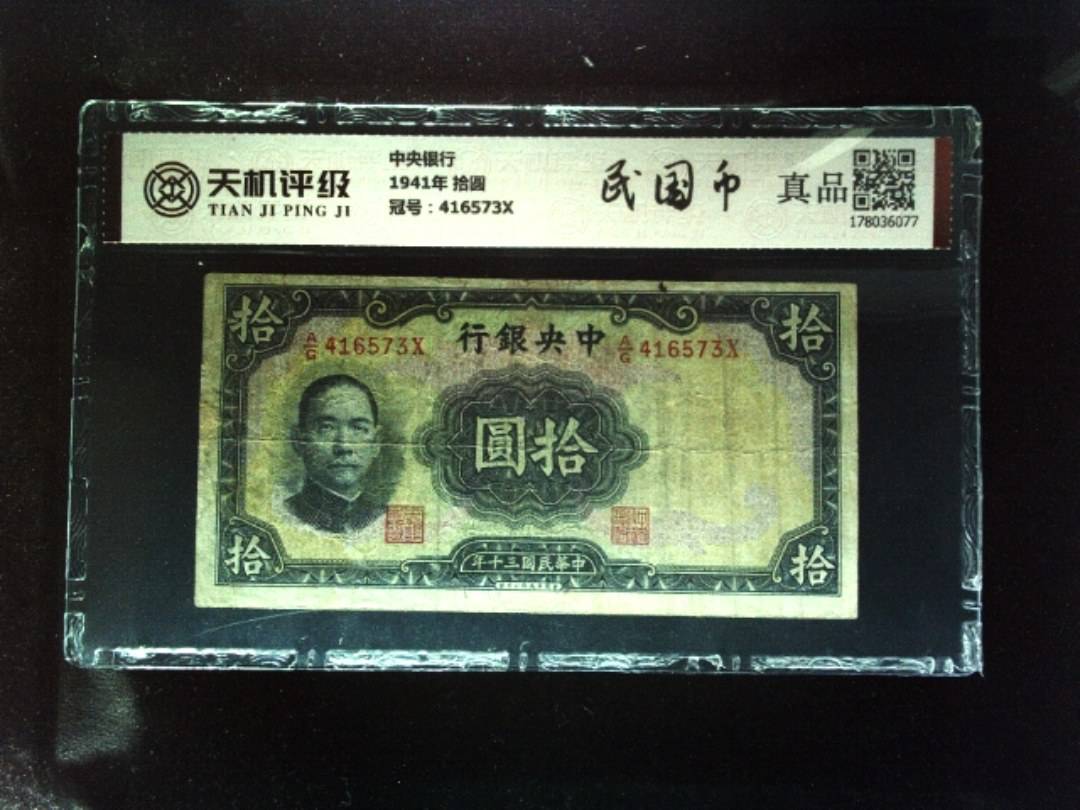 天机评级
TIAN JI PING JI
中央银行
1941年 拾圆
冠号：416573X
民国币
真品
178036077
拾
拾
行銀央中
A/G 416573X
A/G 416573X
圓拾
年十三國民華中
拾
拾